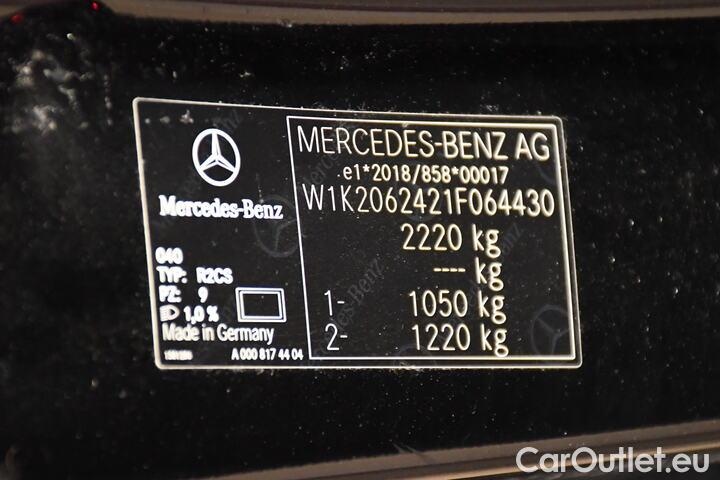 Mercedes-Benz
040
TYP: R2CS
FZ: 9
1,0 %
Made in Germany
A 000 817 44 04
MERCEDES-BENZ AG
e1*2018/858*00017
W1K2062421F064430
2220 kg
---- kg
1- 1050 kg
2- 1220 kg
CarOutlet.eu